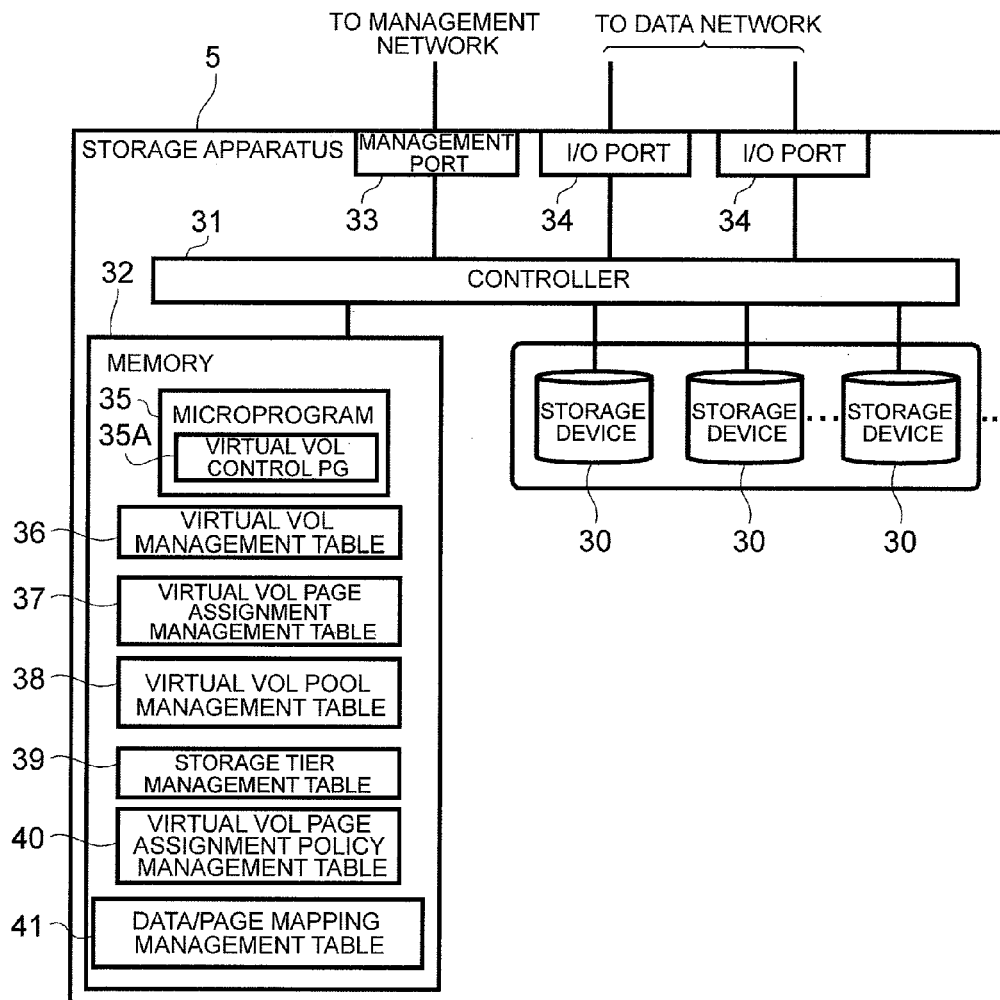 TO MANAGEMENT
NETWORK
TO DATA NETWORK
5
STORAGE APPARATUS
MANAGEMENT
PORT
I/O PORT
I/O PORT
33
34
34
31
CONTROLLER
32
MEMORY
35
MICROPROGRAM
35A
VIRTUAL VOL
CONTROL PG
STORAGE
DEVICE
STORAGE
DEVICE
...
STORAGE
DEVICE
...
30
30
30
36
VIRTUAL VOL
MANAGEMENT TABLE
37
VIRTUAL VOL PAGE
ASSIGNMENT
MANAGEMENT TABLE
38
VIRTUAL VOL POOL
MANAGEMENT TABLE
39
STORAGE TIER
MANAGEMENT TABLE
40
VIRTUAL VOL PAGE
ASSIGNMENT POLICY
MANAGEMENT TABLE
41
DATA/PAGE MAPPING
MANAGEMENT TABLE